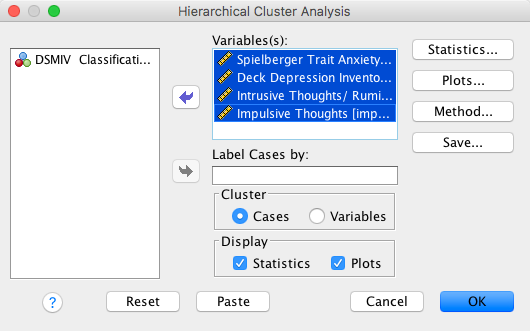 Hierarchical Cluster Analysis
DSMIV Classificati...
Variables(s):
Spielberger Trait Anxiety...
Deck Depression Invento...
Intrusive Thoughts/ Rumi...
Impulsive Thoughts [imp...
Label Cases by:
Cluster
Cases
Variables
Display
Statistics
Plots
Statistics...
Plots...
Method...
Save...
?
Reset
Paste
Cancel
OK